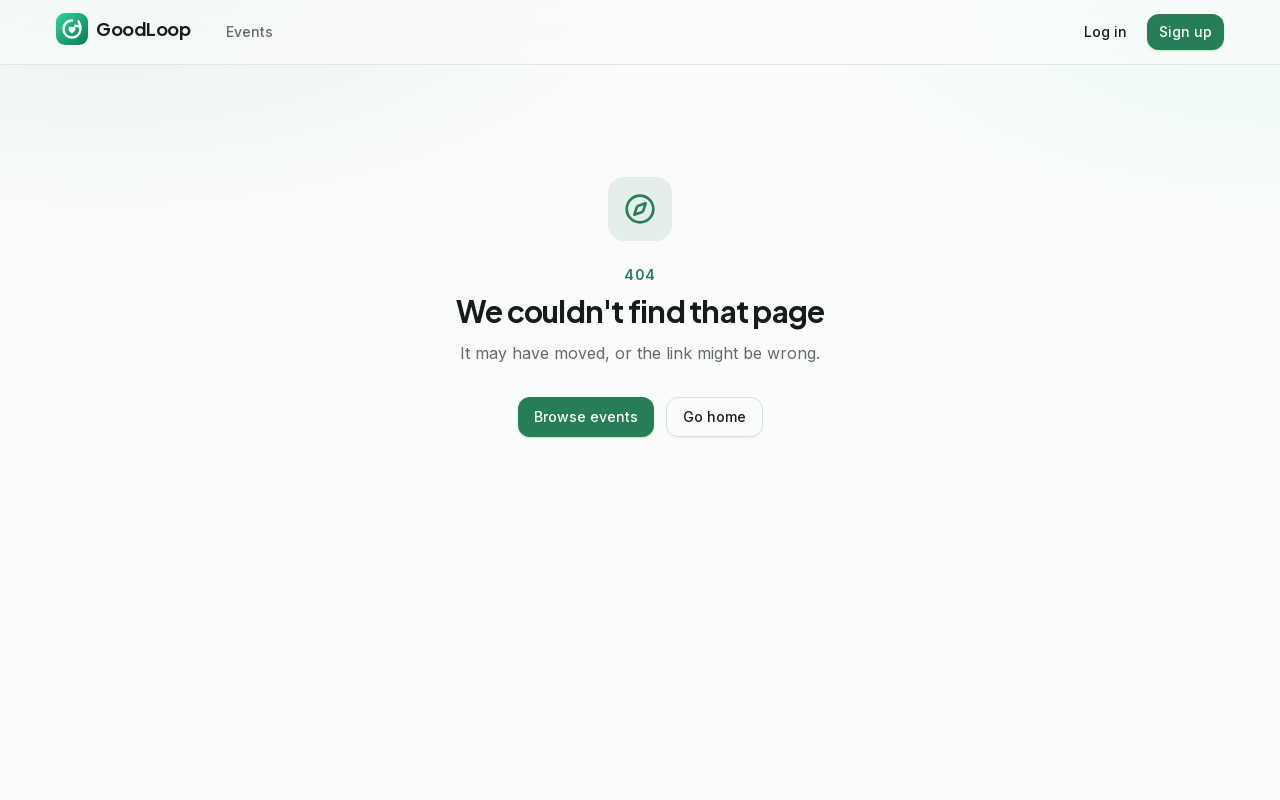 GoodLoop
Events
Log in
Sign up
404
We couldn't find that page
It may have moved, or the link might be wrong.
Browse events
Go home